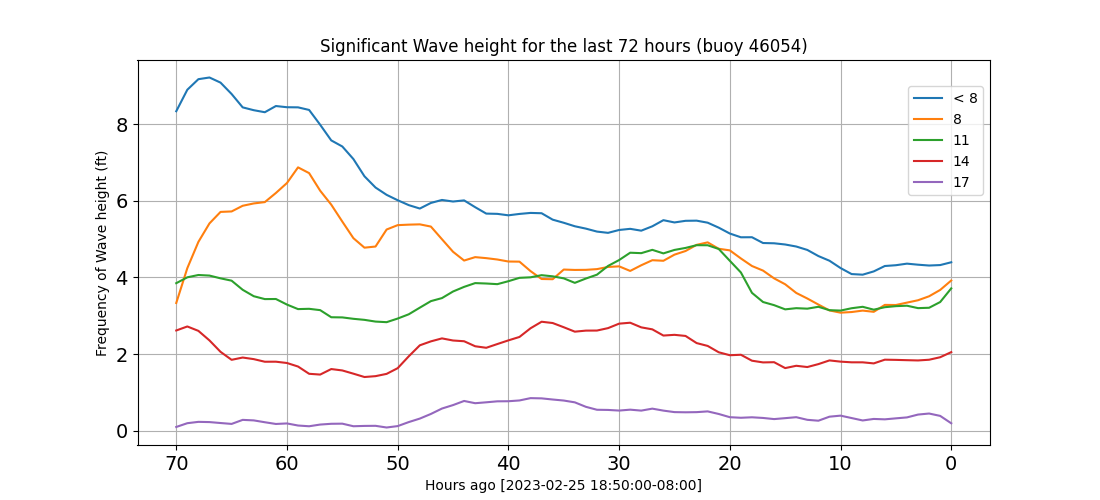 Significant Wave height for the last 72 hours (buoy 46054)
Frequency of Wave height (ft)
8
6
4
2
0
< 8
8
11
14
17
70 60 50 40 30 20 10 0
Hours ago [2023-02-25 18:50:00-08:00]